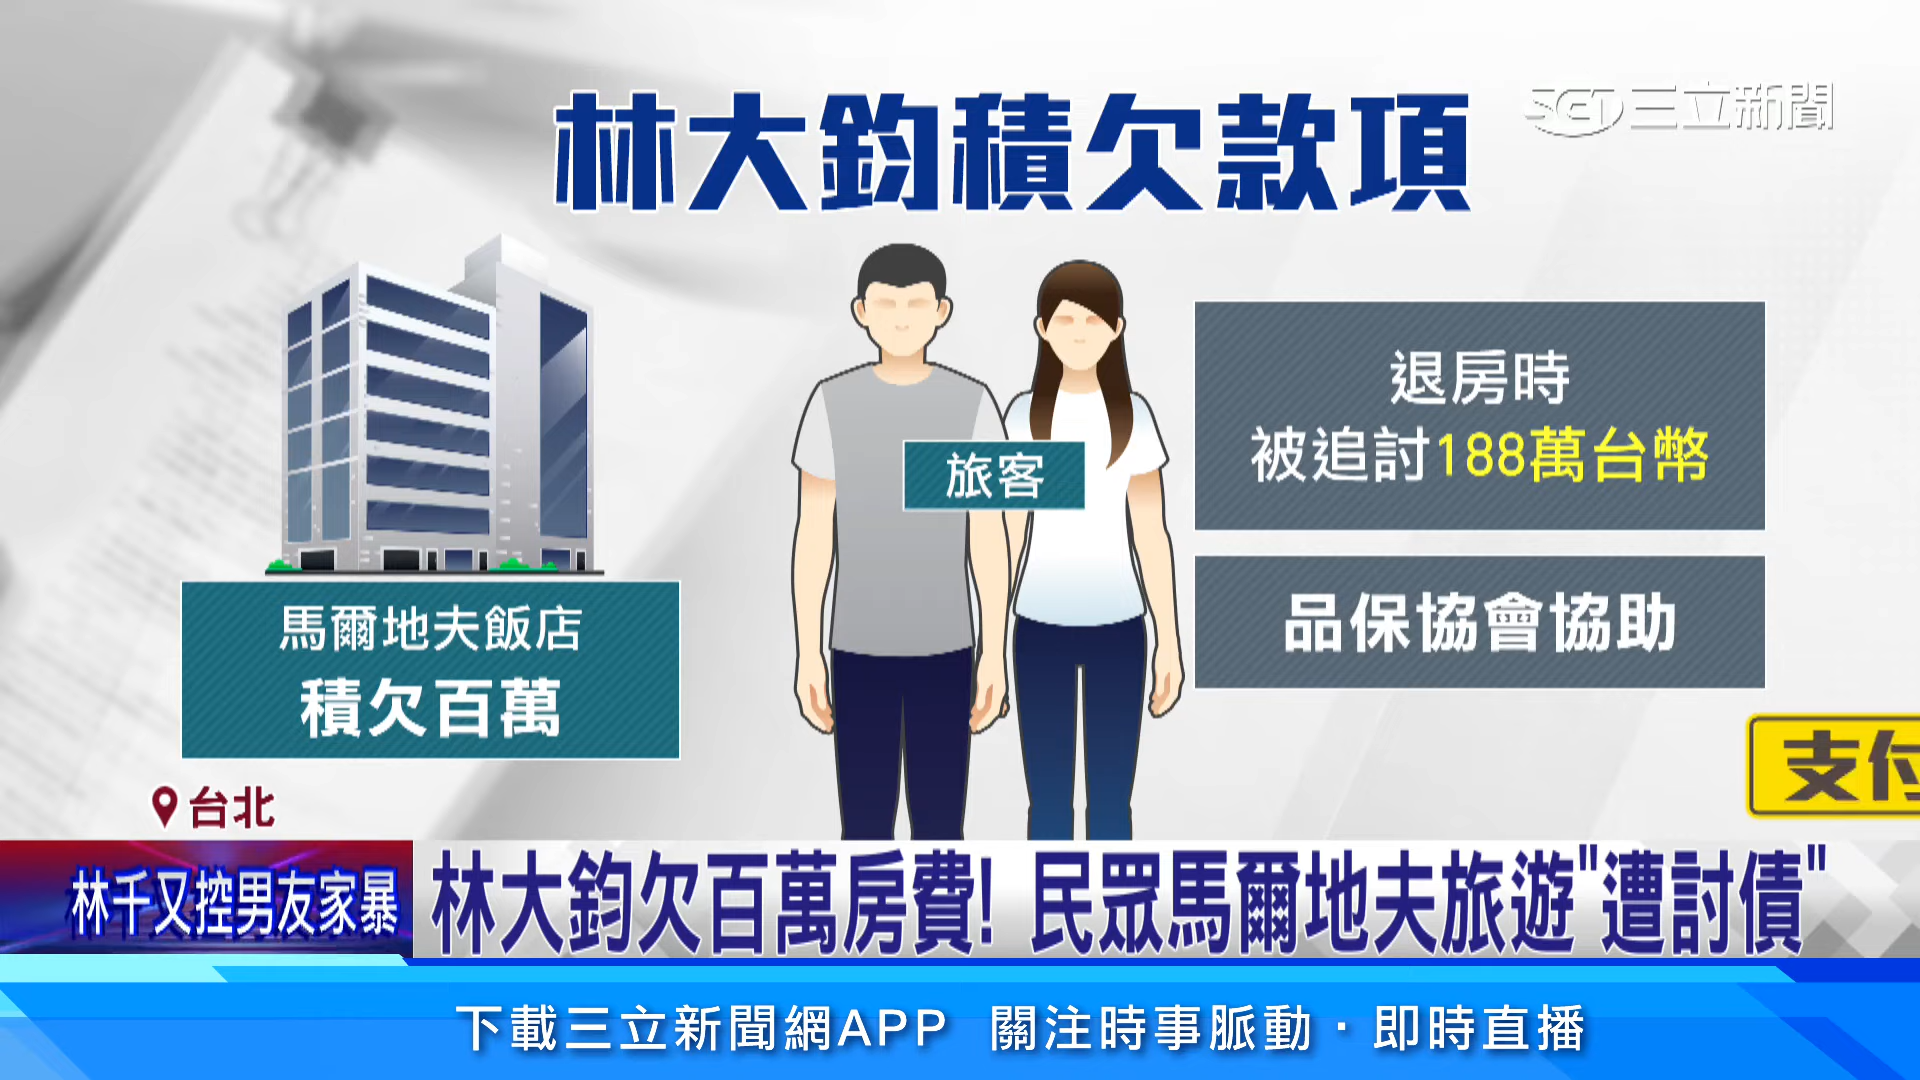 林大鈞積欠款項
SET三立新聞
旅客
退房時
被追討188萬台幣
品保協會協助
馬爾地夫飯店
積欠百萬
支付
台北
林千又控男友家暴
林大鈞欠百萬房費! 民眾馬爾地夫旅遊"遭討債"
下載三立新聞網APP 關注時事脈動·即時直播